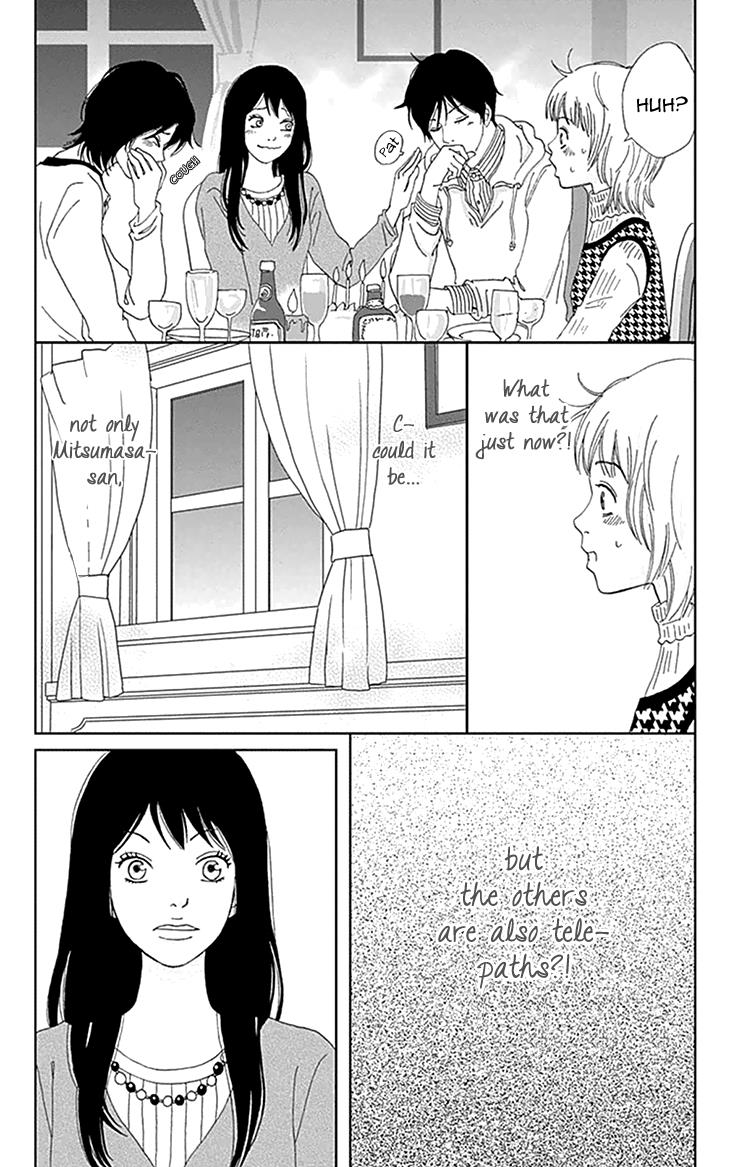 HUH?
Pat
COUGH
What
was that
just now?!
C-
could it
be...
not only
Mitsumasa-
san,
but
the others
are also tele-
paths?!